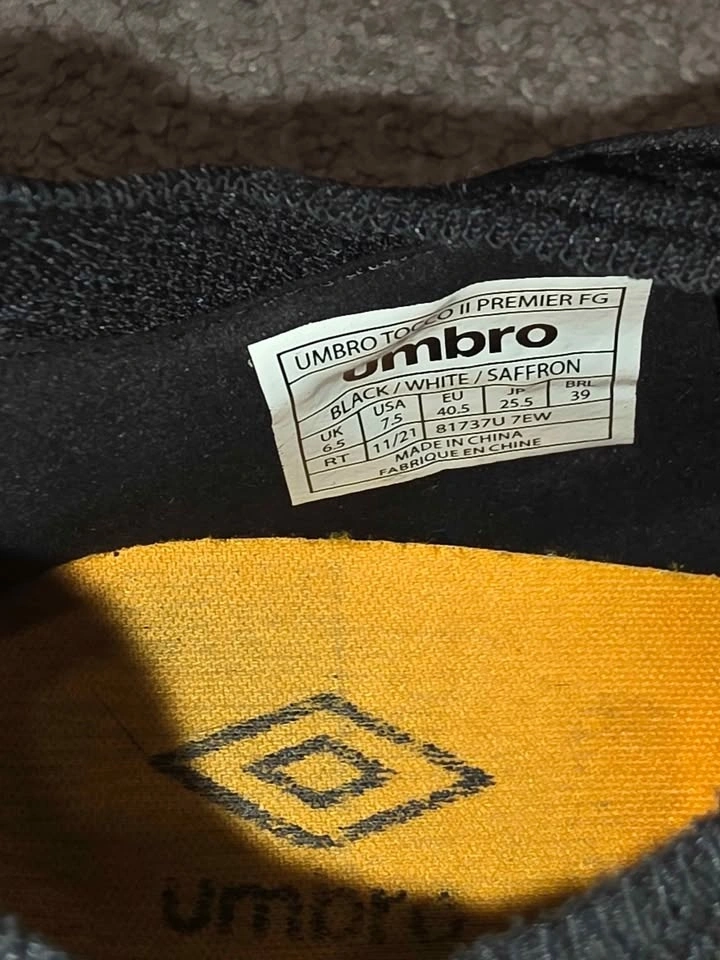 UMBRO TOCCO II PREMIER FG
umbro
BLACK / WHITE / SAFFRON
UK USA EU JP BRL
6.5 7.5 40.5 25.5 39
RT 11/21 81737U 7EW
MADE IN CHINA
FABRIQUE EN CHINE
umbro